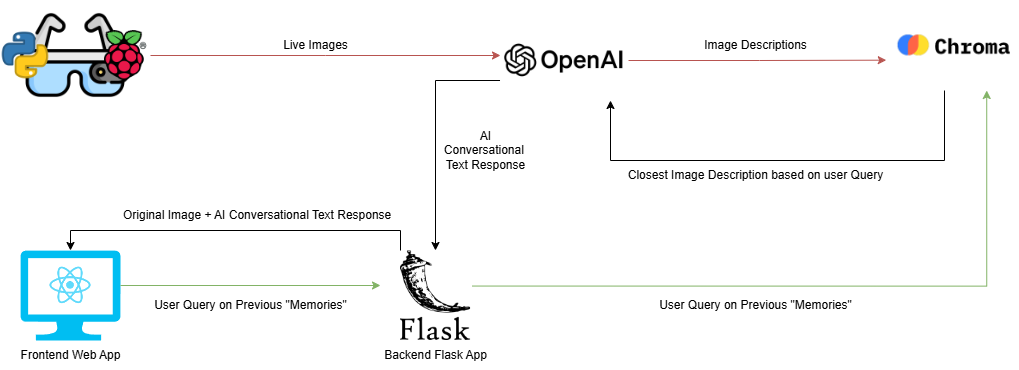 Live Images
OpenAI
Image Descriptions
Chroma
AI
Conversational
Text Response
Closest Image Description based on user Query
Original Image + AI Conversational Text Response
User Query on Previous "Memories"
Flask
User Query on Previous "Memories"
Frontend Web App
Backend Flask App